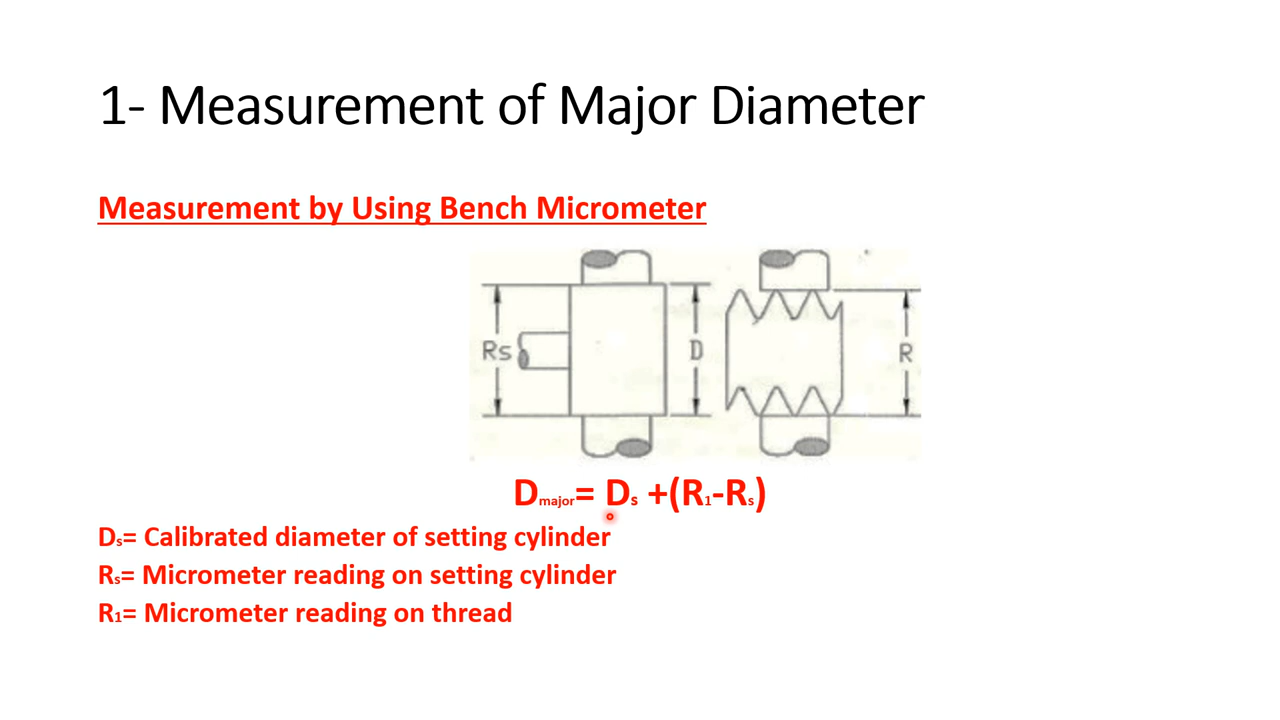 1- Measurement of Major Diameter
Measurement by Using Bench Micrometer
Rs D R
Dmajor= Ds +(R1-Rs)
Ds= Calibrated diameter of setting cylinder
Rs= Micrometer reading on setting cylinder
R1= Micrometer reading on thread